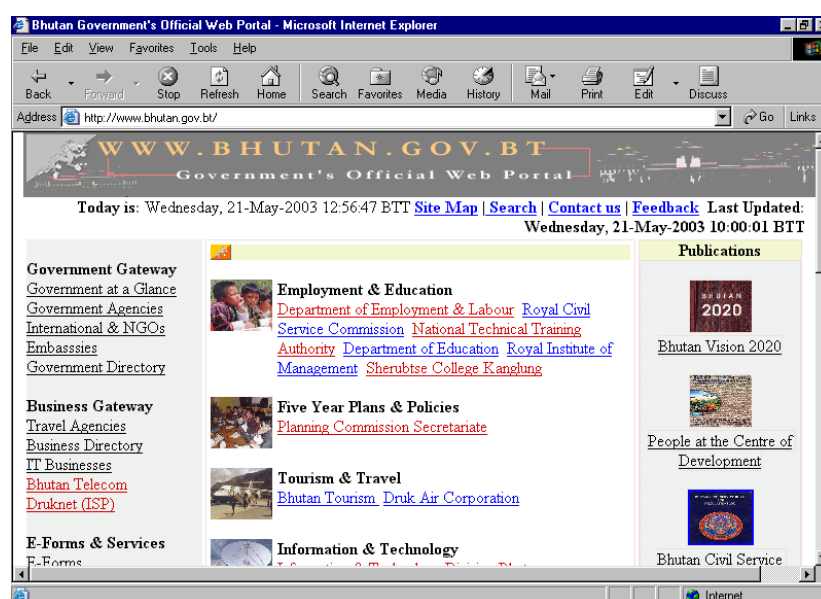 Bhutan Government's Official Web Portal - Microsoft Internet Explorer
File Edit View Favorites Tools Help
Back Forward Stop Refresh Home Search Favorites Media History Mail Print Edit Discuss
Address http://www.bhutan.gov.bt/ Go Links
WWW.BHUTAN.GOV.BT
Government's Official Web Portal
Today is: Wednesday, 21-May-2003 12:56:47 BTT Site Map | Search | Contact us | Feedback Last Updated:
Wednesday, 21-May-2003 10:00:01 BTT
Government Gateway
Government at a Glance
Government Agencies
International & NGOs
Embasssies
Government Directory
Business Gateway
Travel Agencies
Business Directory
IT Businesses
Bhutan Telecom
Druknet (ISP)
E-Forms & Services
E-Forms
Employment & Education
Department of Employment & Labour Royal Civil
Service Commission National Technical Training
Authority Department of Education Royal Institute of
Management Sherubtse College Kanglung
Five Year Plans & Policies
Planning Commission Secretariate
Tourism & Travel
Bhutan Tourism Druk Air Corporation
Information & Technology
Publications
BHUTAN
2020
Bhutan Vision 2020
People at the Centre of
Development
Bhutan Civil Service
Internet